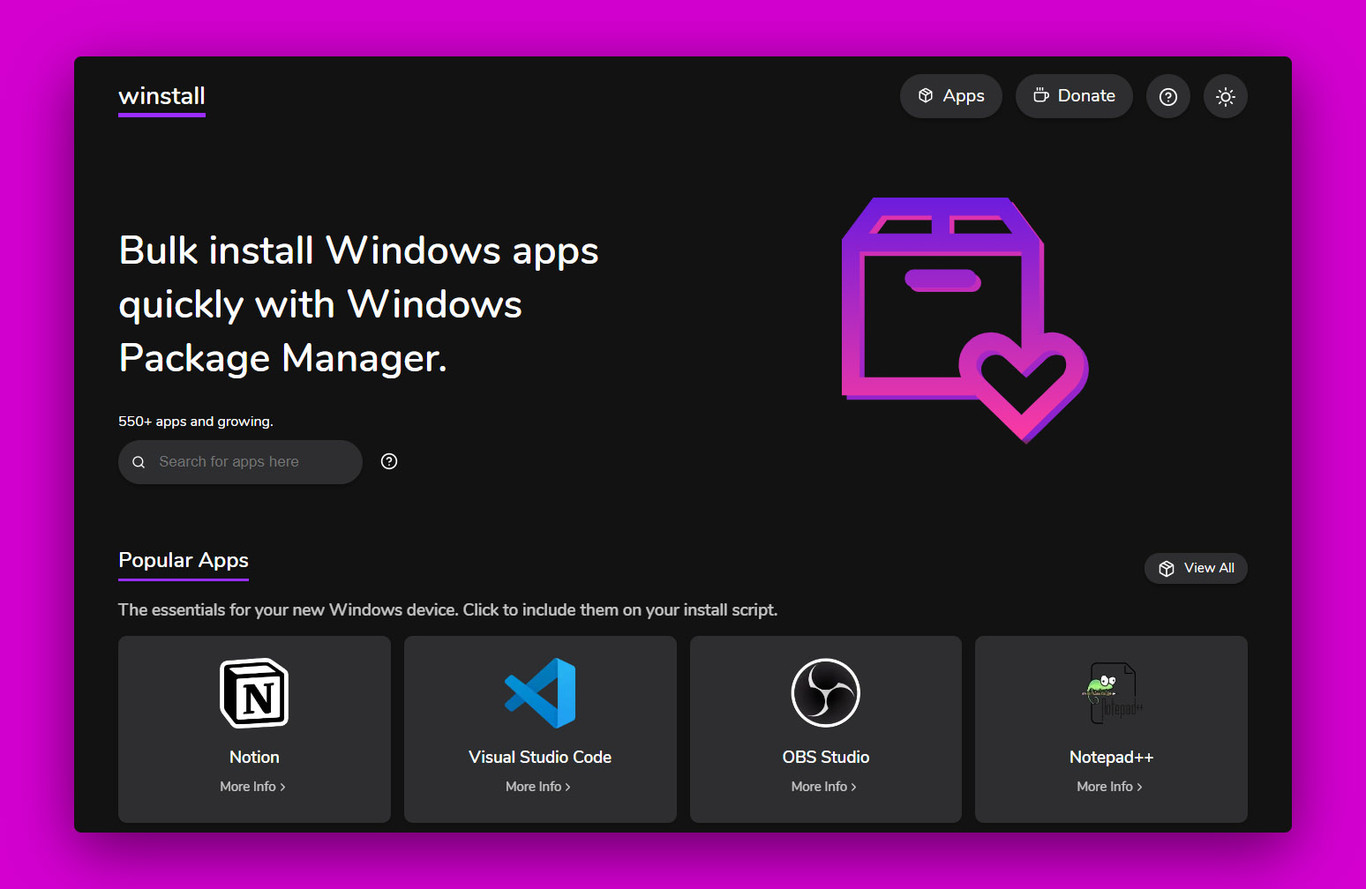 winstall
Apps
Donate
Bulk install Windows apps
quickly with Windows
Package Manager.
550+ apps and growing.
Search for apps here
Popular Apps
View All
The essentials for your new Windows device. Click to include them on your install script.
N
Notion
More Info >
Visual Studio Code
More Info >
OBS Studio
More Info >
Notepad++
Notepad++
More Info >